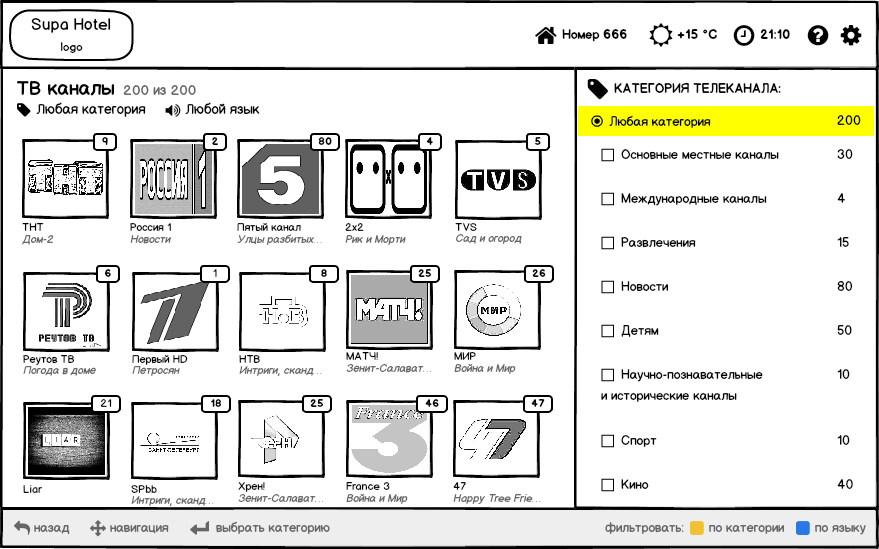 Supa Hotel
logo
Номер 666
+15 °C
21:10
?
ТВ каналы 200 из 200
Любая категория Любой язык
9
ТНТ
Дом-2
2
РОССИЯ 1
Россия 1
Новости
80
5
Пятый канал
Улцы разбитых...
4
X
2x2
Рик и Морти
5
TVS
TVS
Сад и огород
6
РЕУТОВ ТВ
Реутов ТВ
Погода в доме
1
Первый HD
Петросян
8
НТВ
Интриги, сканд...
25
МАТЧ!
МАТЧ!
Зенит-Салават...
26
МИР
МИР
Война и Мир
21
LIAR
Liar
18
САНКТ-ПЕТЕРБУРГ
SPbb
Интриги, сканд...
25
Хрен!
Зенит-Салават...
46
France
3
France 3
Война и Мир
47
47
47
Happy Tree Frie...
КАТЕГОРИЯ ТЕЛЕКАНАЛА:
Любая категория 200
Основные местные каналы 30
Международные каналы 4
Развлечения 15
Новости 80
Детям 50
Научно-познавательные 10
и исторические каналы
Спорт 10
Кино 40
назад навигация выбрать категорию фильтровать: по категории по языку